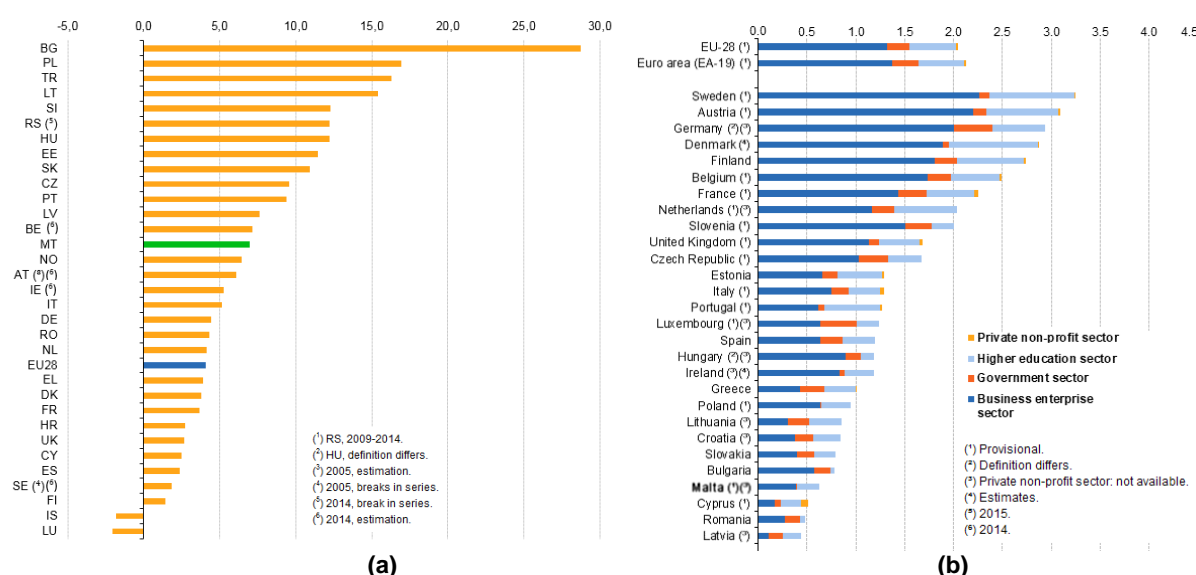 -5,0 0,0 5,0 10,0 15,0 20,0 25,0 30,0
BG
PL
TR
LT
SI
RS (⁵)
HU
EE
SK
CZ
PT
LV
BE (⁶)
MT
NO
AT (⁴)(⁶)
IE (⁶)
IT
DE
RO
NL
EU28
EL
DK
FR
HR
UK
CY
ES
SE (⁴)(⁶)
FI
IS
LU
(¹) RS, 2009-2014.
(²) HU, definition differs.
(³) 2005, estimation.
(⁴) 2005, breaks in series.
(⁵) 2014, break in series.
(⁶) 2014, estimation.
(a)
0.0 0.5 1.0 1.5 2.0 2.5 3.0 3.5 4.0 4.5
EU-28 (¹)
Euro area (EA-19) (¹)
Sweden (¹)
Austria (¹)
Germany (²)(³)
Denmark (⁴)
Finland
Belgium (¹)
France (¹)
Netherlands (¹)(³)
Slovenia (¹)
United Kingdom (¹)
Czech Republic (¹)
Estonia
Italy (¹)
Portugal (¹)
Luxembourg (¹)(³)
Spain
Hungary (²)(³)
Ireland (³)(⁴)
Greece
Poland (¹)
Lithuania (³)
Croatia (³)
Slovakia
Bulgaria
Malta (¹)(³)
Cyprus (¹)
Romania
Latvia (³)
Private non-profit sector
Higher education sector
Government sector
Business enterprise
sector
(¹) Provisional.
(²) Definition differs.
(³) Private non-profit sector: not available.
(⁴) Estimates.
(⁵) 2015.
(⁶) 2014.
(b)